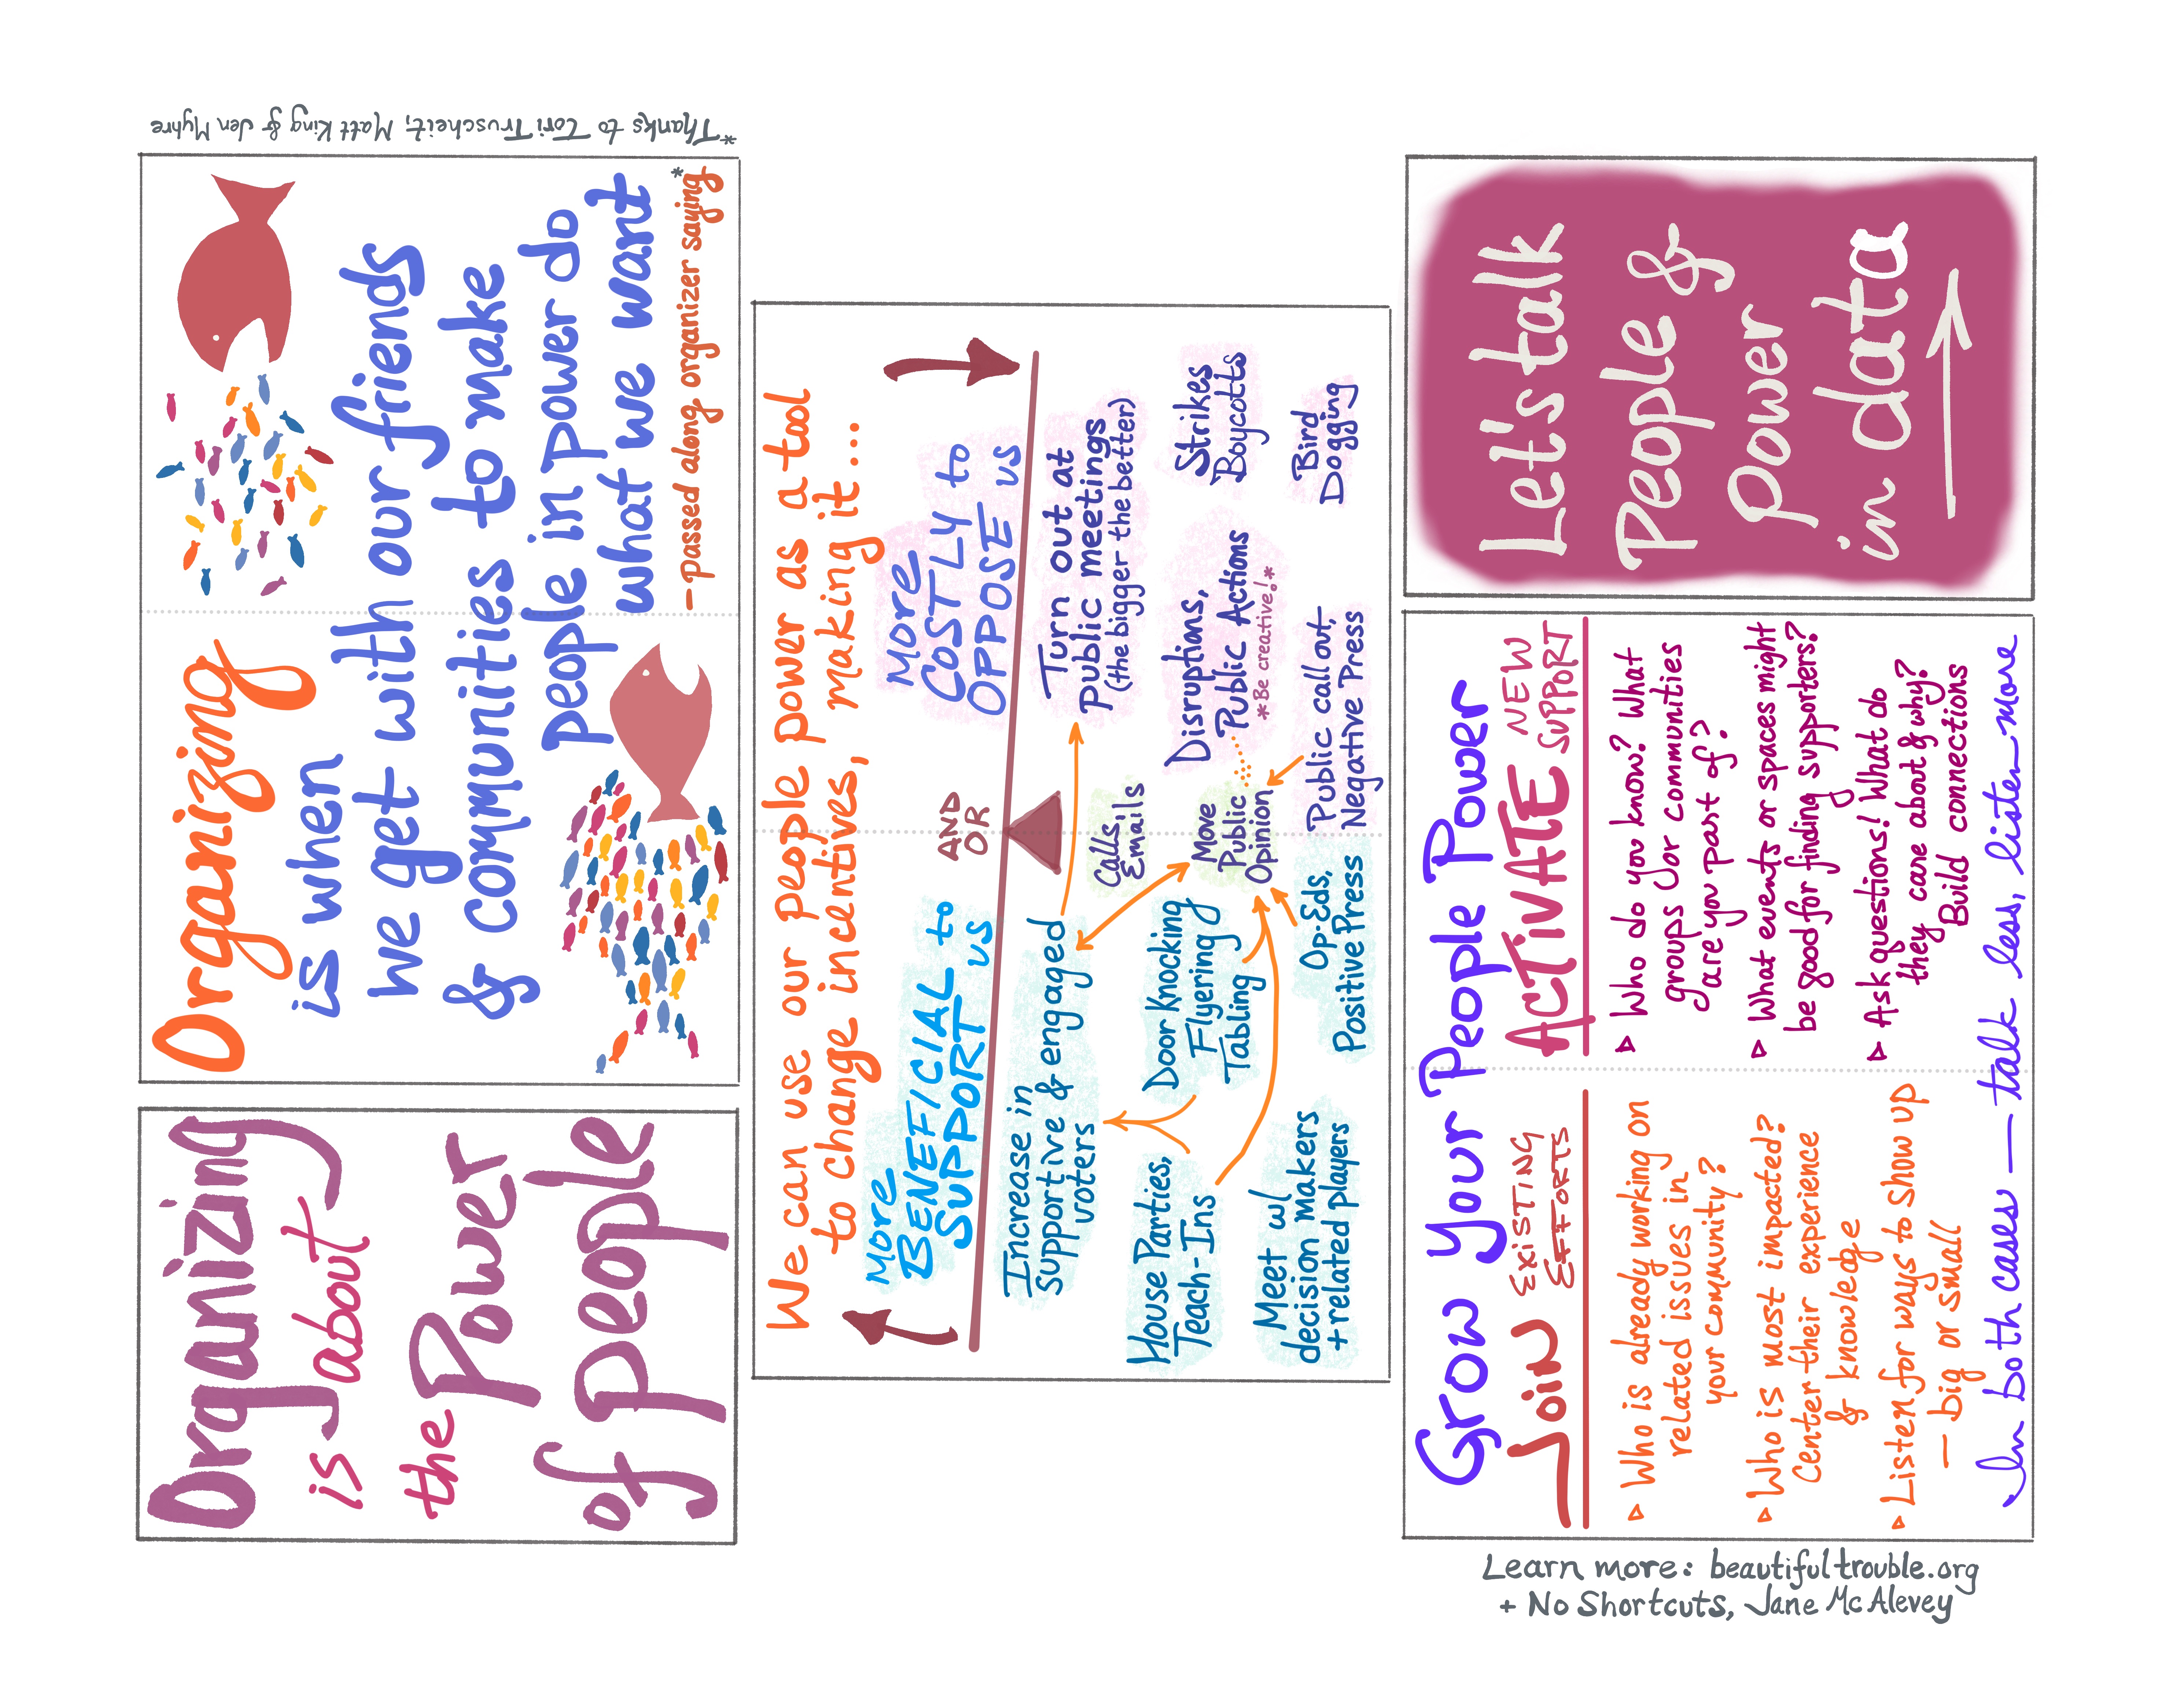 Organizing
is about
the Power
of people
Organizing
is when
we get with our friends
& communities to make
people in power do
what we want
- passed along organizer saying*
*Thanks to Tori Truscheit, Matt King & Jen Myhre
We can use our people power as a tool
to change incentives, making it...
More
BENEFICIAL to
SUPPORT us
AND
OR
More
COSTLY to
OPPOSE us
Increase in
supportive & engaged
voters
Turn out at
public meetings
(the bigger the better)
Calls,
Emails
House Parties,
Teach-Ins
Door Knocking
Flyering
Tabling
Move
Public
Opinion
Disruptions,
Public Actions
*Be creative!*
Strikes
Boycotts
Meet w/
decision makers
+ related players
Op-Eds,
Positive Press
Public call out,
Negative Press
Bird
Dogging
Grow Your People Power
JOIN EXISTING
EFFORTS
▹ Who is already working on
related issues in
your community?
▹ Who is most impacted?
Center their experience
& knowledge
▹ Listen for ways to show up
— big or small
ACTIVATE NEW
SUPPORT
▹ Who do you know? What
groups or communities
are you part of?
▹ What events or spaces might
be good for finding supporters?
▹ Ask questions! What do
they care about & why?
Build connections
In both cases — talk less, listen more
Learn more: beautifultrouble.org
+ No Shortcuts, Jane McAlevey
Let's talk
People &
Power
in data